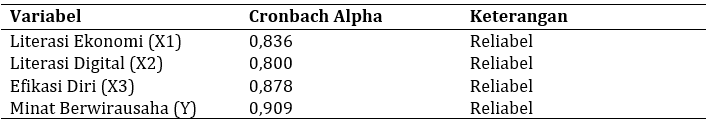 Variabel Cronbach Alpha Keterangan
Literasi Ekonomi (X1) 0,836 Reliabel
Literasi Digital (X2) 0,800 Reliabel
Efikasi Diri (X3) 0,878 Reliabel
Minat Berwirausaha (Y) 0,909 Reliabel